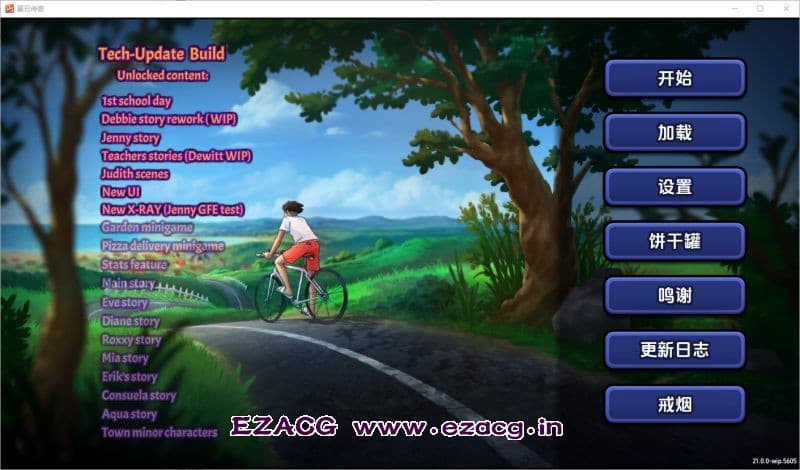 夏日传奇
Tech-Update Build
Unlocked content:
1st school day
Debbie story rework (WIP)
Jenny story
Teachers stories (Dewitt WIP)
Judith scenes
New UI
New X-RAY (Jenny GFE test)
Garden minigame
Pizza delivery minigame
Stats feature
Main story
Eve story
Diane story
Roxxy story
Mia story
Erik's story
Consuela story
Aqua story
Town minor characters
开始
加载
设置
饼干罐
鸣谢
更新日志
戒烟
EZACG www.ezacg.in
21.0.0-wip.5605